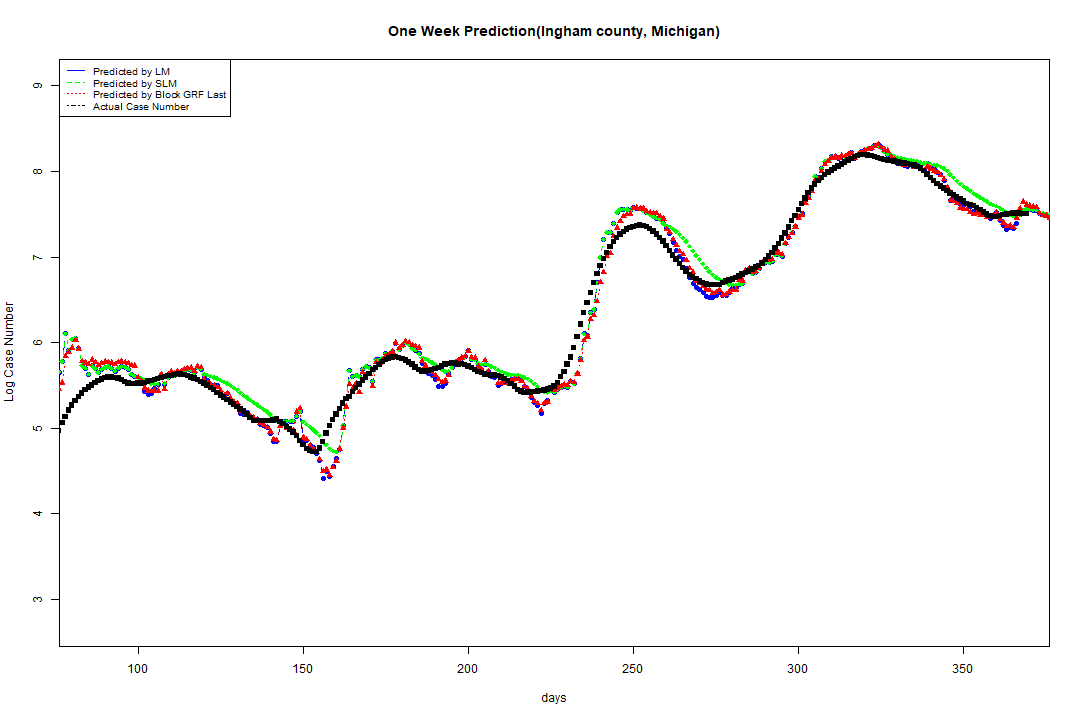 One Week Prediction(Ingham county, Michigan)
Predicted by LM
Predicted by SLM
Predicted by Block GRF Last
Actual Case Number
9
8
7
6
5
4
3
Log Case Number
100 150 200 250 300 350
days